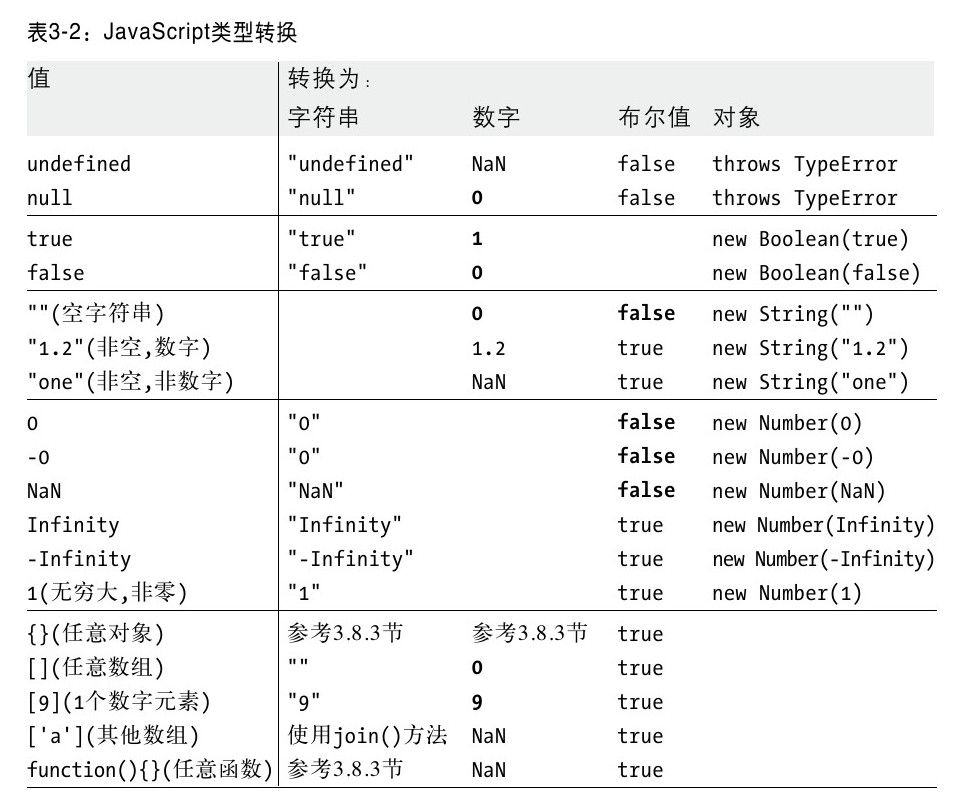 表3-2：JavaScript类型转换
值 转换为：
字符串 数字 布尔值 对象
undefined "undefined" NaN false throws TypeError
null "null" 0 false throws TypeError
true "true" 1 new Boolean(true)
false "false" 0 new Boolean(false)
""(空字符串) 0 false new String("")
"1.2"(非空,数字) 1.2 true new String("1.2")
"one"(非空,非数字) NaN true new String("one")
0 "0" false new Number(0)
-0 "0" false new Number(-0)
NaN "NaN" false new Number(NaN)
Infinity "Infinity" true new Number(Infinity)
-Infinity "-Infinity" true new Number(-Infinity)
1(无穷大,非零) "1" true new Number(1)
{}(任意对象) 参考3.8.3节 参考3.8.3节 true
[](任意数组) "" 0 true
[9](1个数字元素) "9" 9 true
['a'](其他数组) 使用join()方法 NaN true
function(){}(任意函数) 参考3.8.3节 NaN true